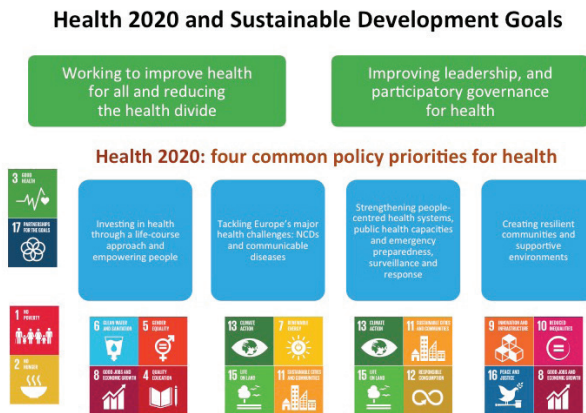 Health 2020 and Sustainable Development Goals
Working to improve health
for all and reducing
the health divide
Improving leadership, and
participatory governance
for health
Health 2020: four common policy priorities for health
3 GOOD
HEALTH
17 PARTNERSHIPS
FOR THE GOALS
Investing in health
through a life-course
approach and
empowering people
Tackling Europe's major
health challenges: NCDs
and communicable
diseases
Strengthening people-
centred health systems,
public health capacities
and emergency
preparedness,
surveillance and
response
Creating resilient
communities and
supportive
environments
1 NO
POVERTY
2 NO
HUNGER
6 CLEAN WATER
AND SANITATION
5 GENDER
EQUALITY
8 GOOD JOBS AND
ECONOMIC GROWTH
4 QUALITY
EDUCATION
13 CLIMATE
ACTION
7 RENEWABLE
ENERGY
15 LIFE
ON LAND
11 SUSTAINABLE CITIES
AND COMMUNITIES
13 CLIMATE
ACTION
11 SUSTAINABLE CITIES
AND COMMUNITIES
15 LIFE
ON LAND
12 RESPONSIBLE
CONSUMPTION
9 INNOVATION AND
INFRASTRUCTURE
10 REDUCED
INEQUALITIES
16 PEACE AND
JUSTICE
8 GOOD JOBS AND
ECONOMIC GROWTH